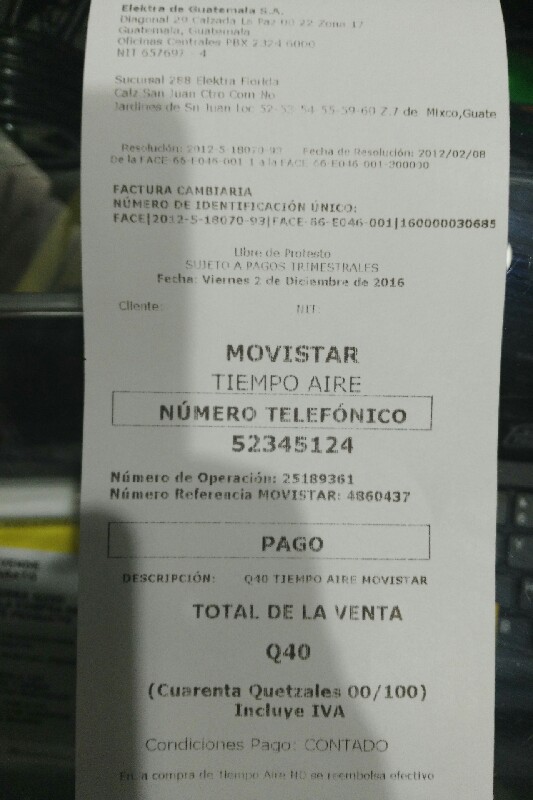 Elektra de Guatemala S.A.
Diagonal 20 Calzada La Paz 00 22 Zona 17
Guatemala, Guatemala
Oficinas Centrales PBX 2324 6000
NIT 657697 - 4
Sucursal 288 Elektra Florida
Calz San Juan Ctro Com No
Jardines de Sn Juan Loc 52-53-54-55-59-60 Z.7 de Mixco,Guate
Resolución: 2012-5-18070-93 Fecha de Resolución: 2012/02/08
De la FACE-66-E046-001 1 a la FACE-66-E046-001-200000
FACTURA CAMBIARIA
NÚMERO DE IDENTIFICACIÓN ÚNICO:
FACE|2012-5-18070-93|FACE-66-E046-001|160000030685
Libre de Protesto
SUJETO A PAGOS TRIMESTRALES
Fecha: Viernes 2 de Diciembre de 2016
Cliente: NIT:
MOVISTAR
TIEMPO AIRE
NÚMERO TELEFÓNICO
52345124
Número de Operación: 25189361
Número Referencia MOVISTAR: 4860437
PAGO
DESCRIPCIÓN: Q40 TIEMPO AIRE MOVISTAR
TOTAL DE LA VENTA
Q40
(Cuarenta Quetzales 00/100)
Incluye IVA
Condiciones Pago: CONTADO
En la compra de Tiempo Aire NO se reembolsa efectivo